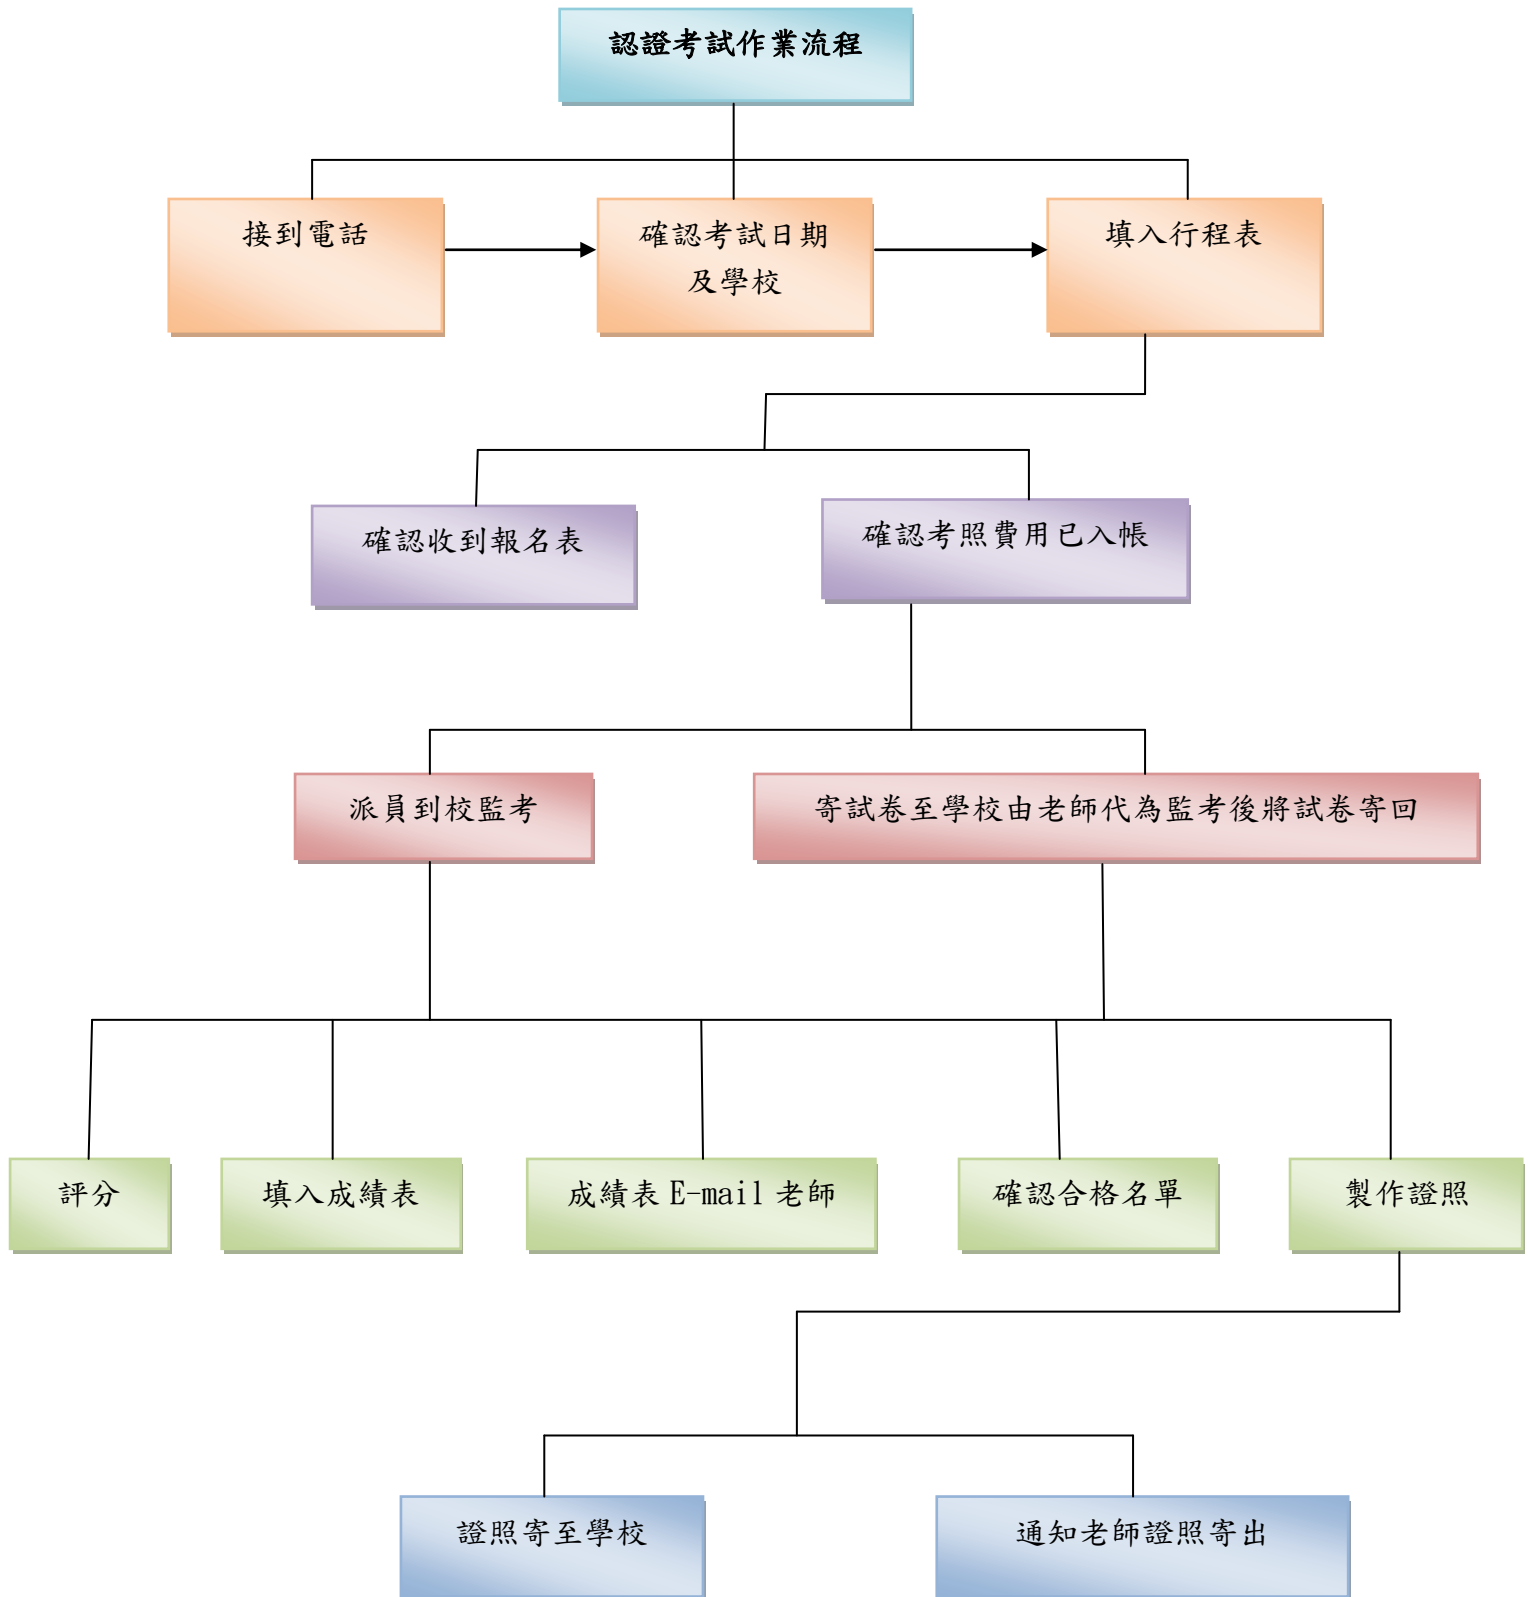 認證考試作業流程
接到電話
確認考試日期
及學校
填入行程表
確認收到報名表
確認考照費用已入帳
派員到校監考
寄試卷至學校由老師代為監考後將試卷寄回
評分
填入成績表
成績表 E-mail 老師
確認合格名單
製作證照
證照寄至學校
通知老師證照寄出